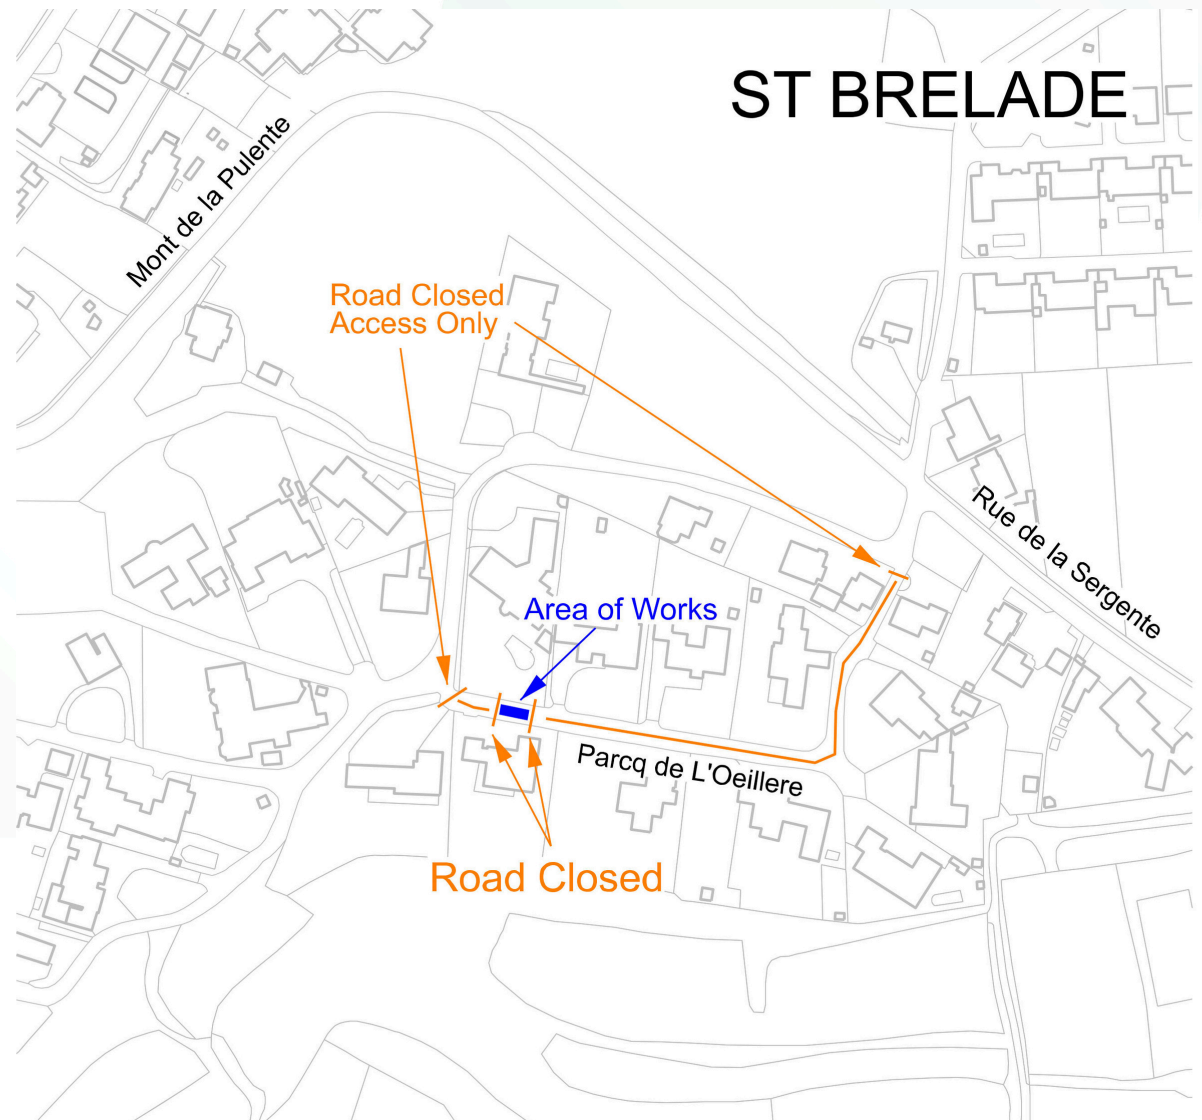 ST BRELADE
Mont de la Pulente
Road Closed
Access Only
Rue de la Sergente
Area of Works
Parcq de L'Oeillere
Road Closed